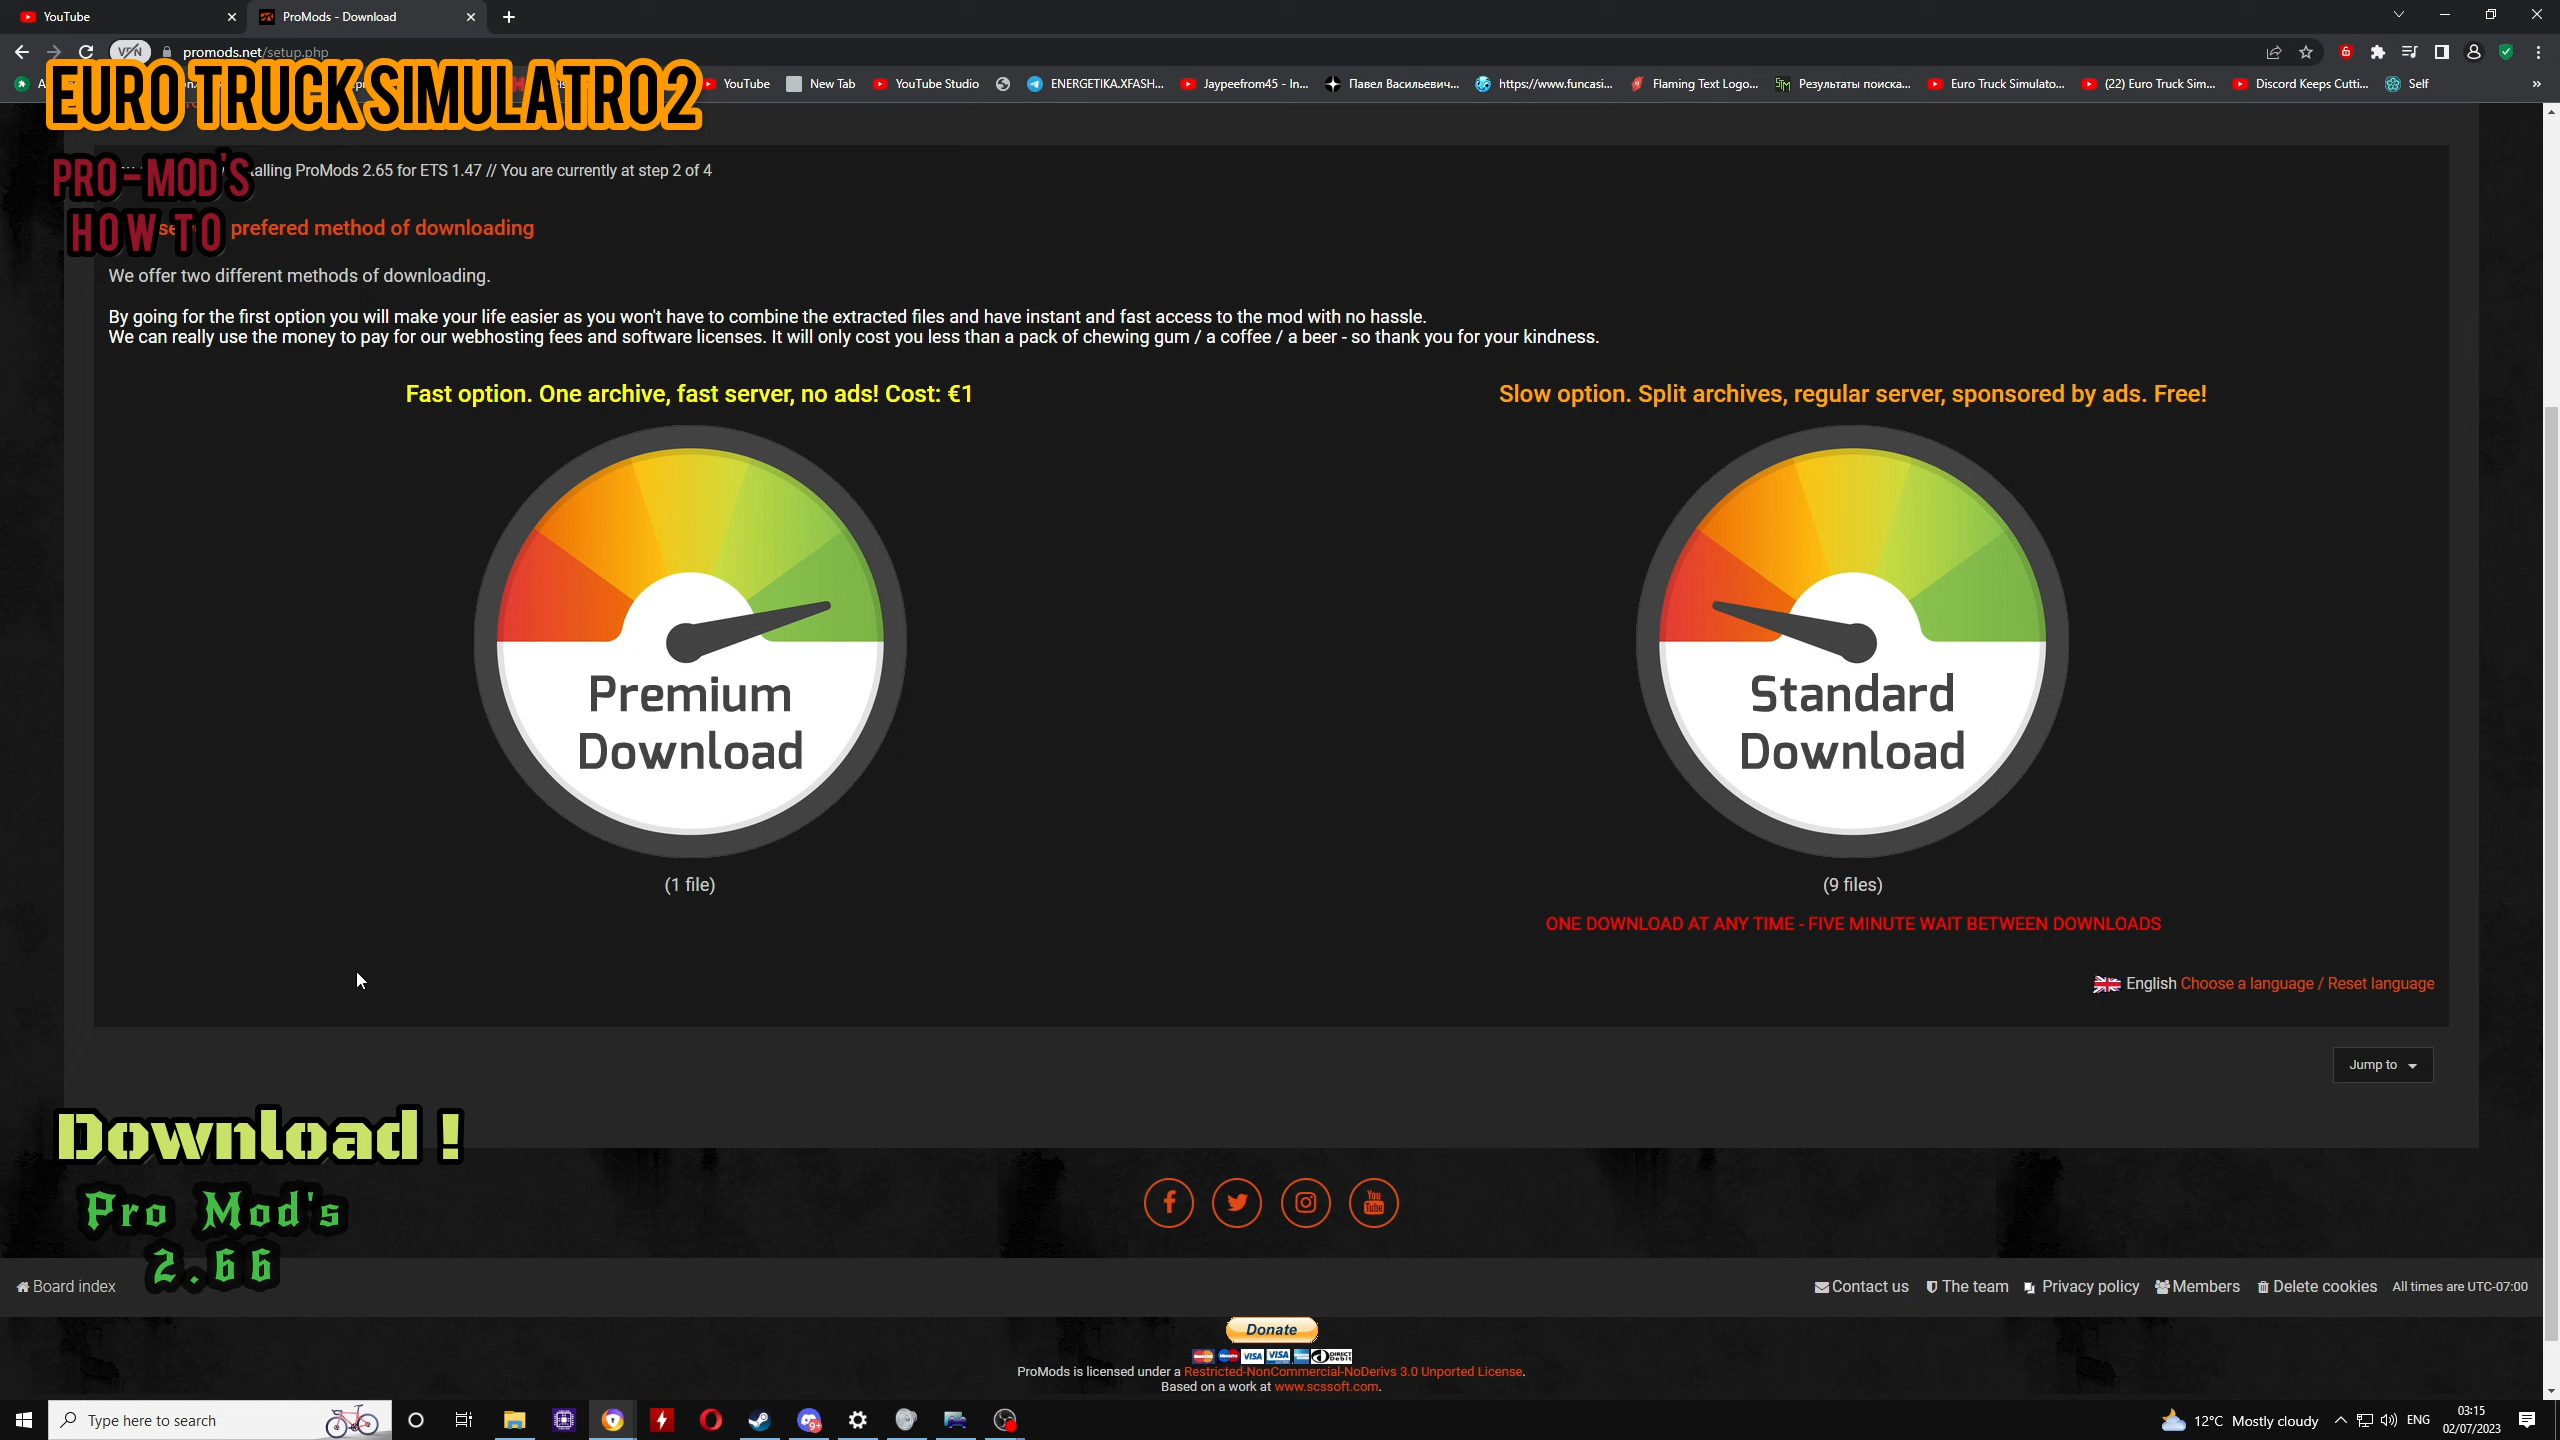 YouTube
ProMods - Download
VPN
promods.net/setup.php
YouTube
New Tab
YouTube Studio
ENERGETIKA.XFASH...
Jaypeefrom45 - In...
Павел Васильевич...
https://www.funcasi...
Flaming Text Logo...
Результаты поиска...
Euro Truck Simulato...
(22) Euro Truck Sim...
Discord Keeps Cutti...
Self
EURO TRUCK SIMULATRO2
PRO-MOD'S
HOW TO
alling ProMods 2.65 for ETS 1.47 // You are currently at step 2 of 4
prefered method of downloading
We offer two different methods of downloading.
By going for the first option you will make your life easier as you won't have to combine the extracted files and have instant and fast access to the mod with no hassle.
We can really use the money to pay for our webhosting fees and software licenses. It will only cost you less than a pack of chewing gum / a coffee / a beer - so thank you for your kindness.
Fast option. One archive, fast server, no ads! Cost: €1
Slow option. Split archives, regular server, sponsored by ads. Free!
Premium
Download
Standard
Download
(1 file)
(9 files)
ONE DOWNLOAD AT ANY TIME - FIVE MINUTE WAIT BETWEEN DOWNLOADS
English Choose a language / Reset language
Jump to
Download !
Pro Mod's
2.66
You
Tube
Board index
Contact us
The team
Privacy policy
Members
Delete cookies
All times are UTC-07:00
Donate
VISA
VISA
DIRECT
Debit
ProMods is licensed under a Restricted-NonCommercial-NoDerivs 3.0 Unported License.
Based on a work at www.scssoft.com.
Type here to search
9+
12°C Mostly cloudy
ENG
03:15
02/07/2023